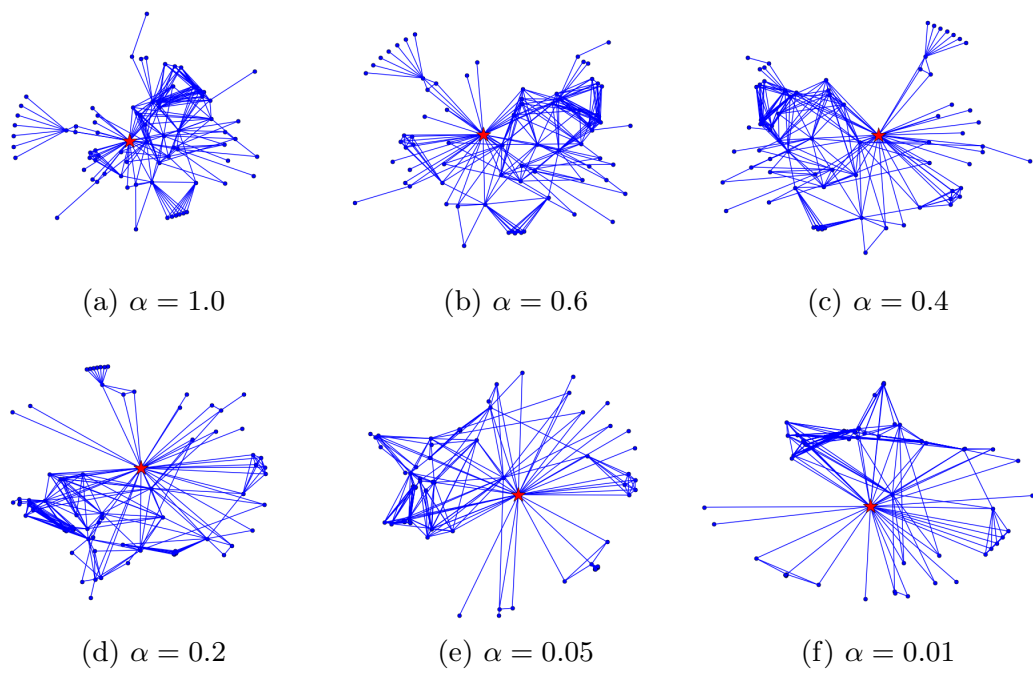 (a) α = 1.0
(b) α = 0.6
(c) α = 0.4
(d) α = 0.2
(e) α = 0.05
(f) α = 0.01